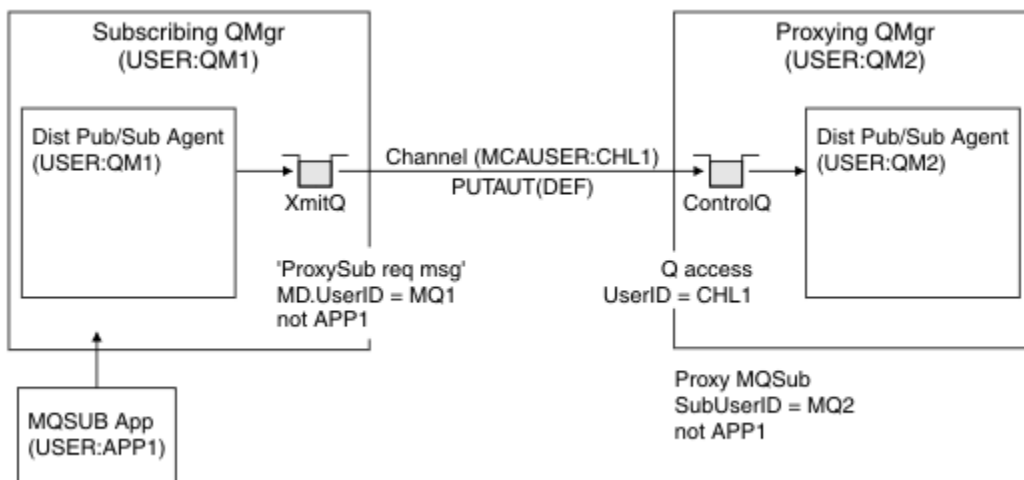 Subscribing QMgr
(USER:QM1)
Proxying QMgr
(USER:QM2)
Dist Pub/Sub Agent
(USER:QM1)
Channel (MCAUSER:CHL1)
PUTAUT(DEF)
XmitQ
ControlQ
Dist Pub/Sub Agent
(USER:QM2)
'ProxySub req msg'
MD.UserID = MQ1
not APP1
Q access
UserID = CHL1
Proxy MQSub
SubUserID = MQ2
not APP1
MQSUB App
(USER:APP1)